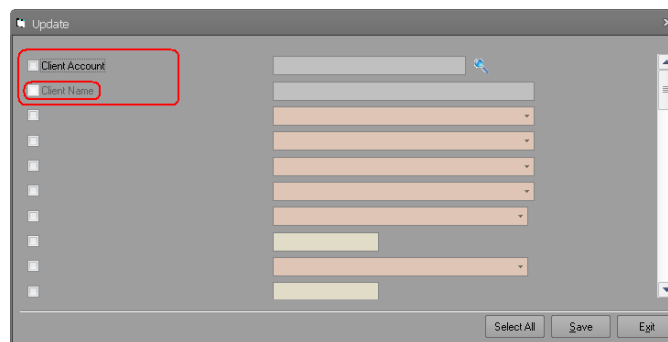 Update
Client Account
Client Name
Select All Save Exit